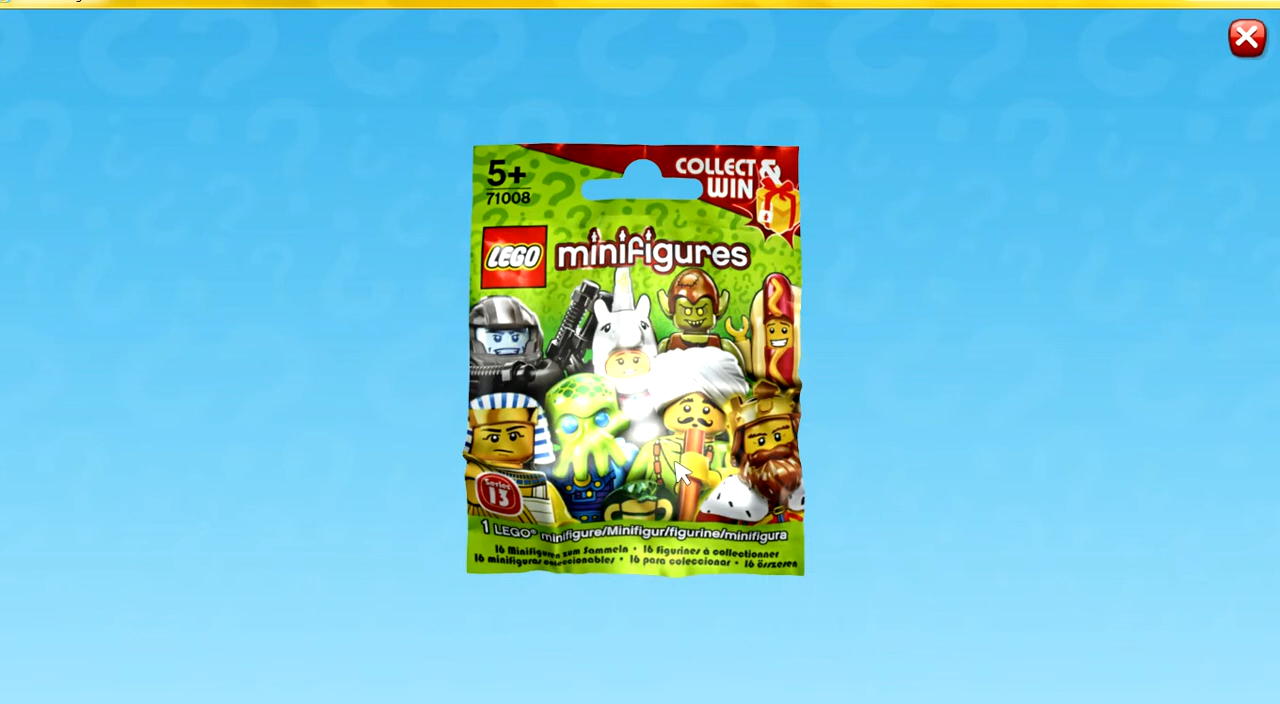 COLLECT &
WIN
5+
71008
LEGO minifigures
Series
13
1 LEGO® minifigure/Minifigur/figurine/minifigura
16 Minifiguren zum Sammeln • 16 figurines à collectionner
16 minifiguras coleccionables • 16 para coleccionar • 16 összesen